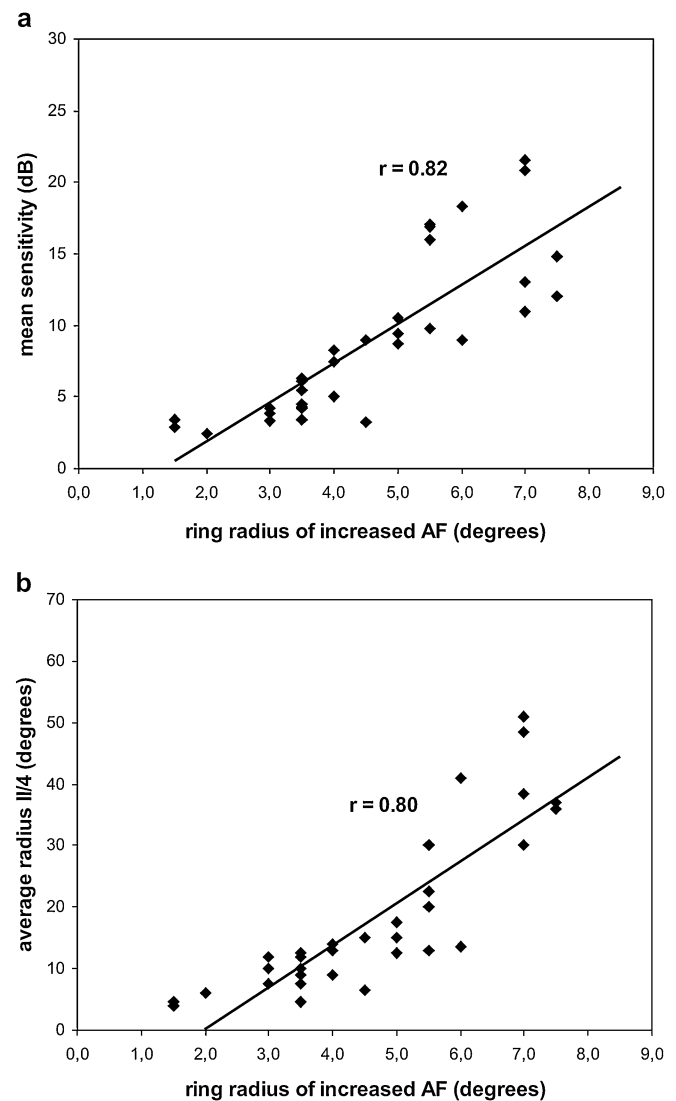 a
30
25
20
15
10
5
0
mean sensitivity (dB)
r = 0.82
0,0 1,0 2,0 3,0 4,0 5,0 6,0 7,0 8,0 9,0
ring radius of increased AF (degrees)
b
70
60
50
40
30
20
10
0
average radius II/4 (degrees)
r = 0.80
0,0 1,0 2,0 3,0 4,0 5,0 6,0 7,0 8,0 9,0
ring radius of increased AF (degrees)